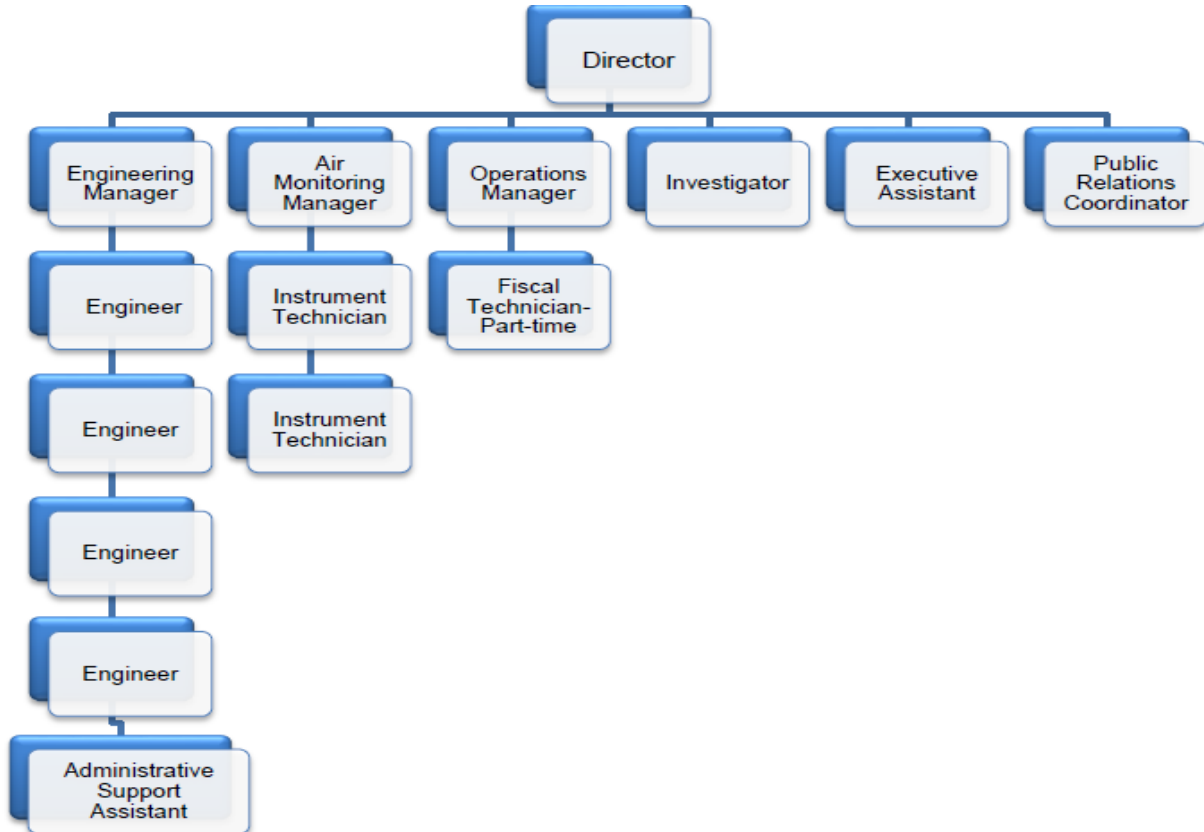 Director
Engineering
Manager
Air
Monitoring
Manager
Operations
Manager
Investigator
Executive
Assistant
Public
Relations
Coordinator
Engineer
Instrument
Technician
Fiscal
Technician-
Part-time
Engineer
Instrument
Technician
Engineer
Engineer
Administrative
Support
Assistant